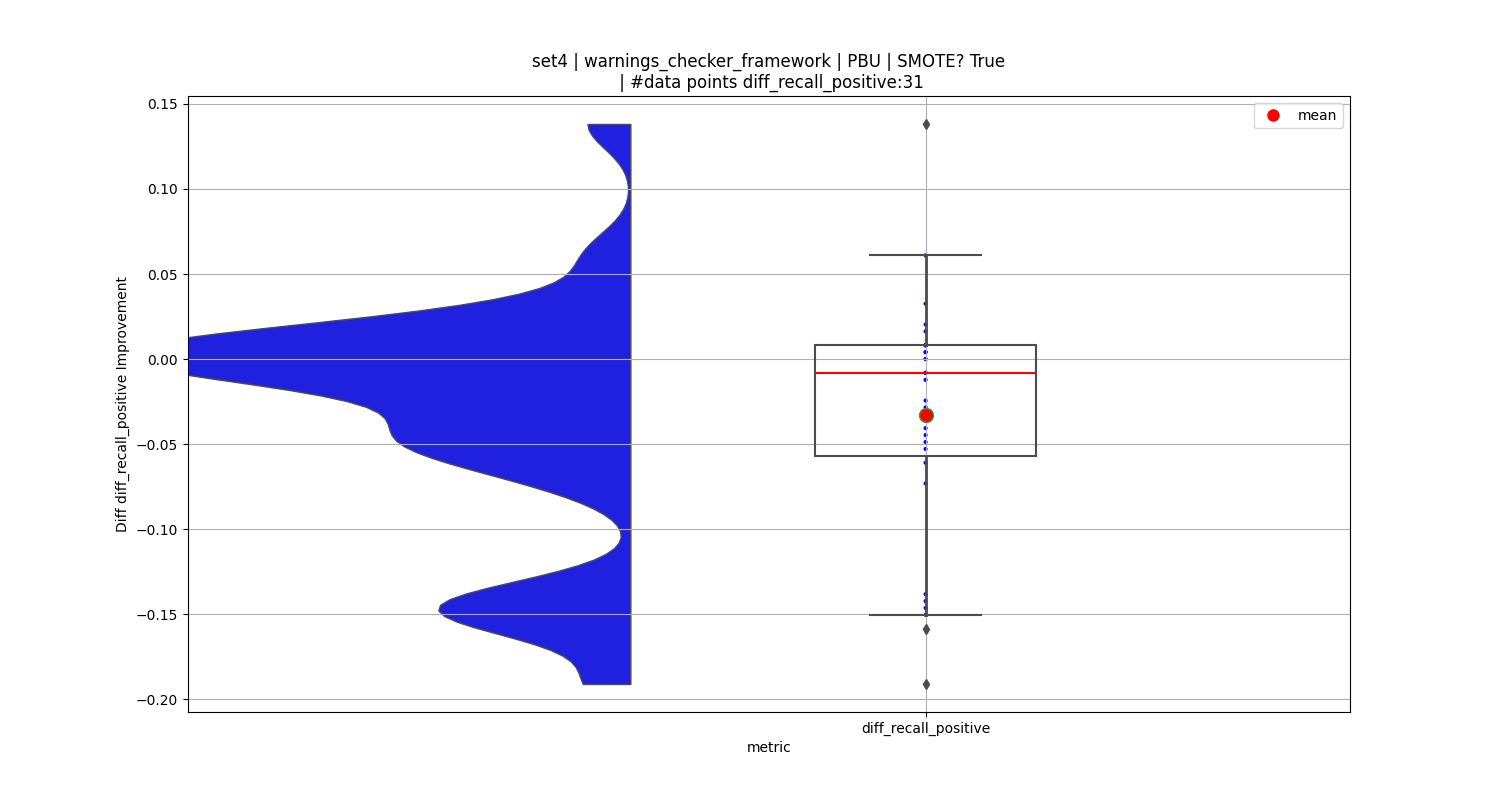 set4 | warnings_checker_framework | PBU | SMOTE? True
| #data points diff_recall_positive:31
mean
Diff diff_recall_positive Improvement
0.15
0.10
0.05
0.00
−0.05
−0.10
−0.15
−0.20
diff_recall_positive
metric